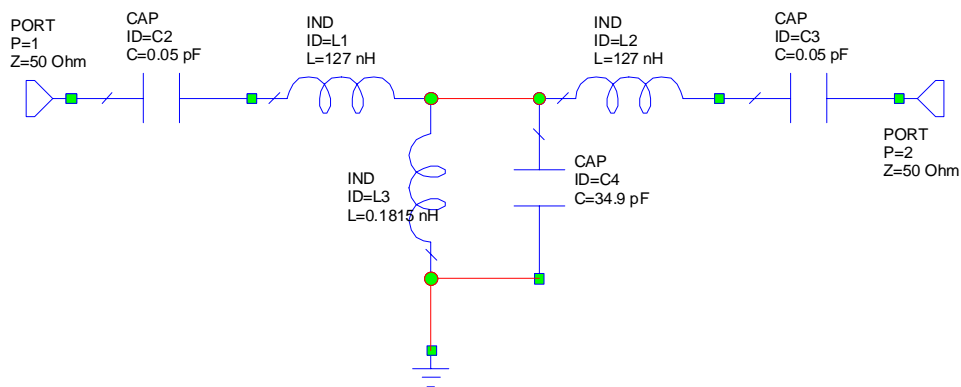 PORT
P=1
Z=50 Ohm
CAP
ID=C2
C=0.05 pF
IND
ID=L1
L=127 nH
IND
ID=L2
L=127 nH
CAP
ID=C3
C=0.05 pF
PORT
P=2
Z=50 Ohm
IND
ID=L3
L=0.1815 nH
CAP
ID=C4
C=34.9 pF